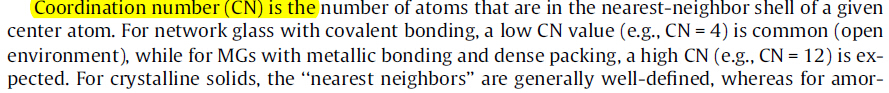 Coordination number (CN) is the number of atoms that are in the nearest-neighbor shell of a given
center atom. For network glass with covalent bonding, a low CN value (e.g., CN = 4) is common (open
environment), while for MGs with metallic bonding and dense packing, a high CN (e.g., CN = 12) is ex-
pected. For crystalline solids, the “nearest neighbors” are generally well-defined, whereas for amor-